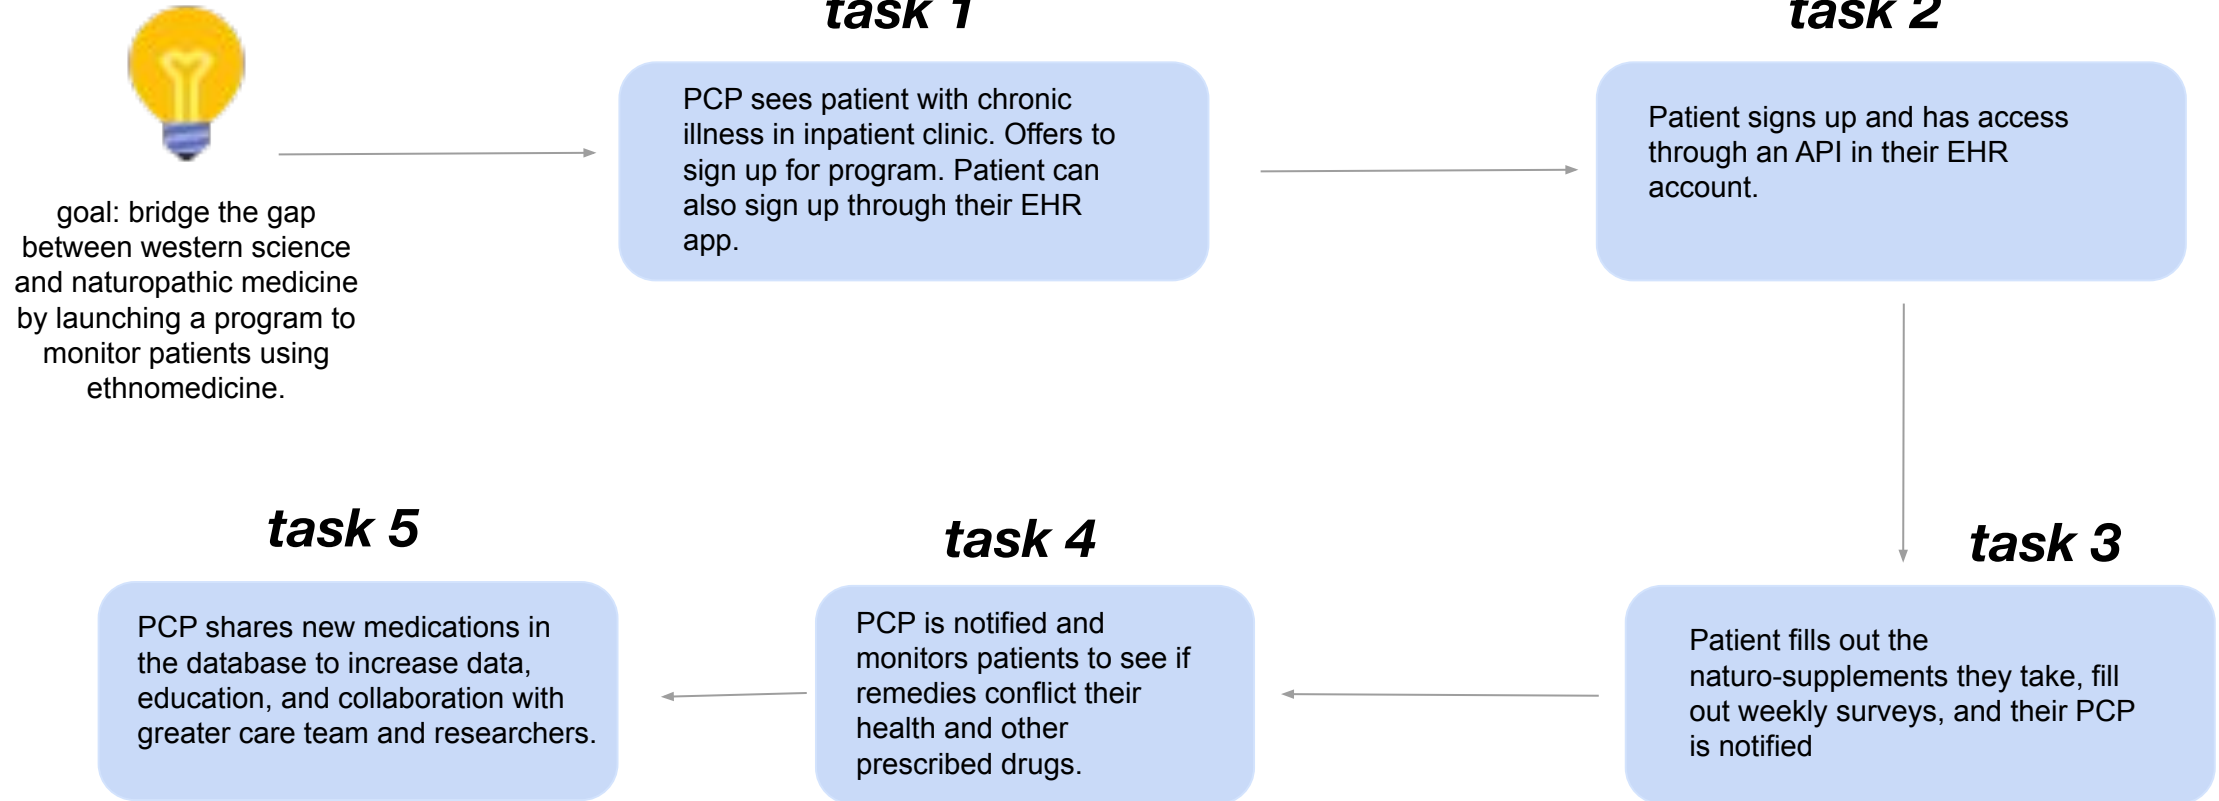 task 1
task 2
PCP sees patient with chronic
illness in inpatient clinic. Offers to
sign up for program. Patient can
also sign up through their EHR
app.
Patient signs up and has access
through an API in their EHR
account.
goal: bridge the gap
between western science
and naturopathic medicine
by launching a program to
monitor patients using
ethnomedicine.
task 3
Patient fills out the
naturo-supplements they take, fill
out weekly surveys, and their PCP
is notified
task 4
PCP is notified and
monitors patients to see if
remedies conflict their
health and other
prescribed drugs.
task 5
PCP shares new medications in
the database to increase data,
education, and collaboration with
greater care team and researchers.